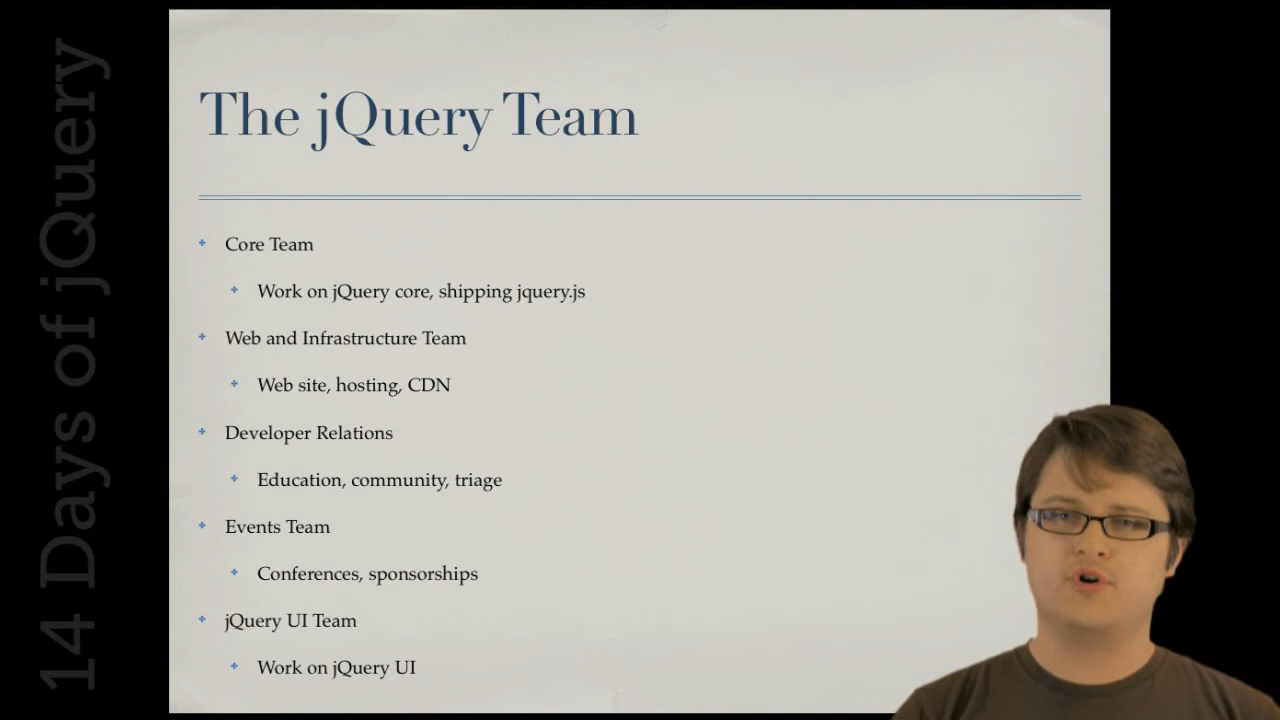 14 Days of jQuery
The jQuery Team
Core Team
Work on jQuery core, shipping jquery.js
Web and Infrastructure Team
Web site, hosting, CDN
Developer Relations
Education, community, triage
Events Team
Conferences, sponsorships
jQuery UI Team
Work on jQuery UI